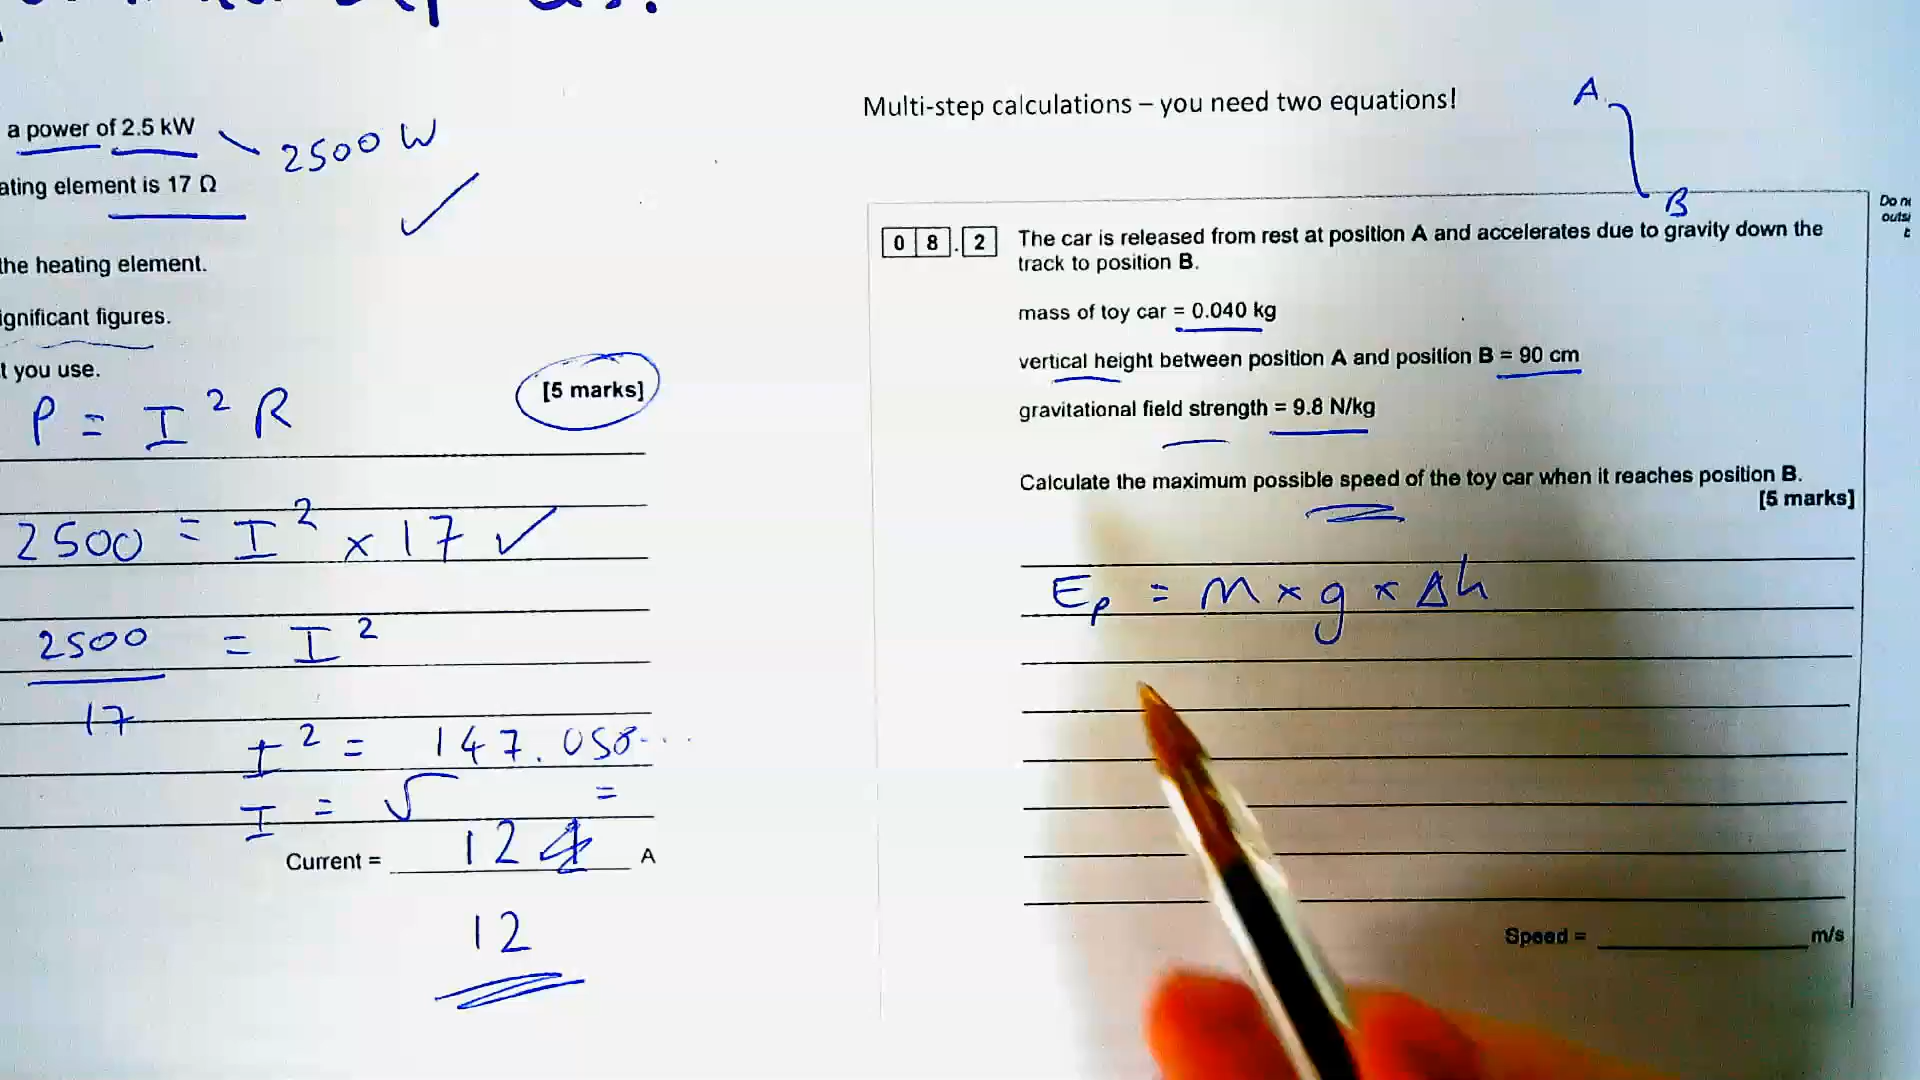 a power of 2.5 kW
2500 W
ating element is 17 Ω
the heating element.
ignificant figures.
t you use.
[5 marks]
P = I² R
2500 = I² × 17 ✓
2500 = I²
17
I² = 147.058...
I = √ =
Current = 12 A
12
Multi-step calculations – you need two equations!
A
B
Do n
outsi
08.2 The car is released from rest at position A and accelerates due to gravity down the
track to position B.
mass of toy car = 0.040 kg
vertical height between position A and position B = 90 cm
gravitational field strength = 9.8 N/kg
Calculate the maximum possible speed of the toy car when it reaches position B.
[5 marks]
Ep = m × g × Δh
Speed = m/s